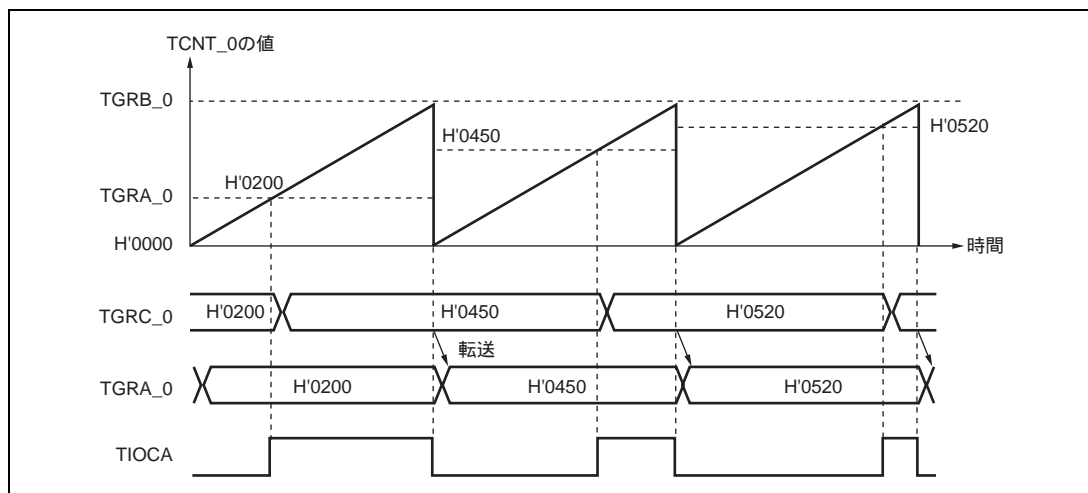 TCNT_0の値
TGRB_0
H'0520
H'0450
H'0200
TGRA_0
H'0000
時間
TGRC_0
H'0200
H'0450
H'0520
転送
TGRA_0
H'0200
H'0450
H'0520
TIOCA